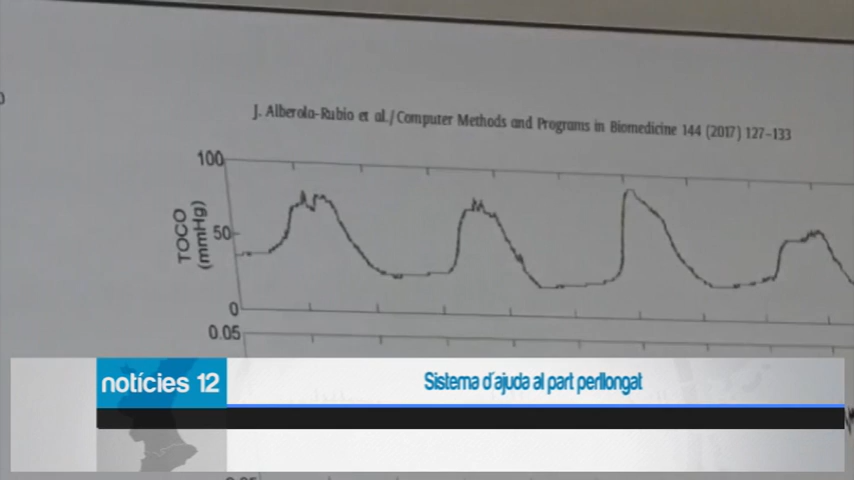 J. Alberola-Rubio et al./Computer Methods and Programs in Biomedicine 144 (2017) 127–133
100
TOCO
(mmHg)
50
0
0.05
notícies 12
Sistema d'ajuda al part perllongat